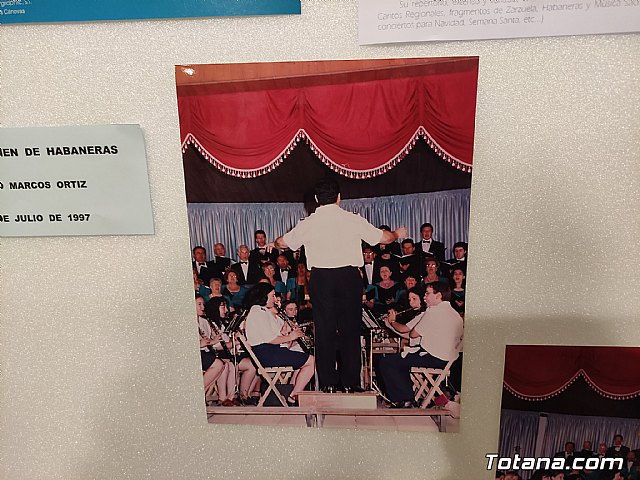 Cánovas
Su repertorio,
Cantos Regionales, fragmentos de Zarzuela, Habaneras y Música
conciertos para Navidad, Semana Santa, etc...)
MEN DE HABANERAS
MARCOS ORTIZ
DE JULIO DE 1997
Totana.com